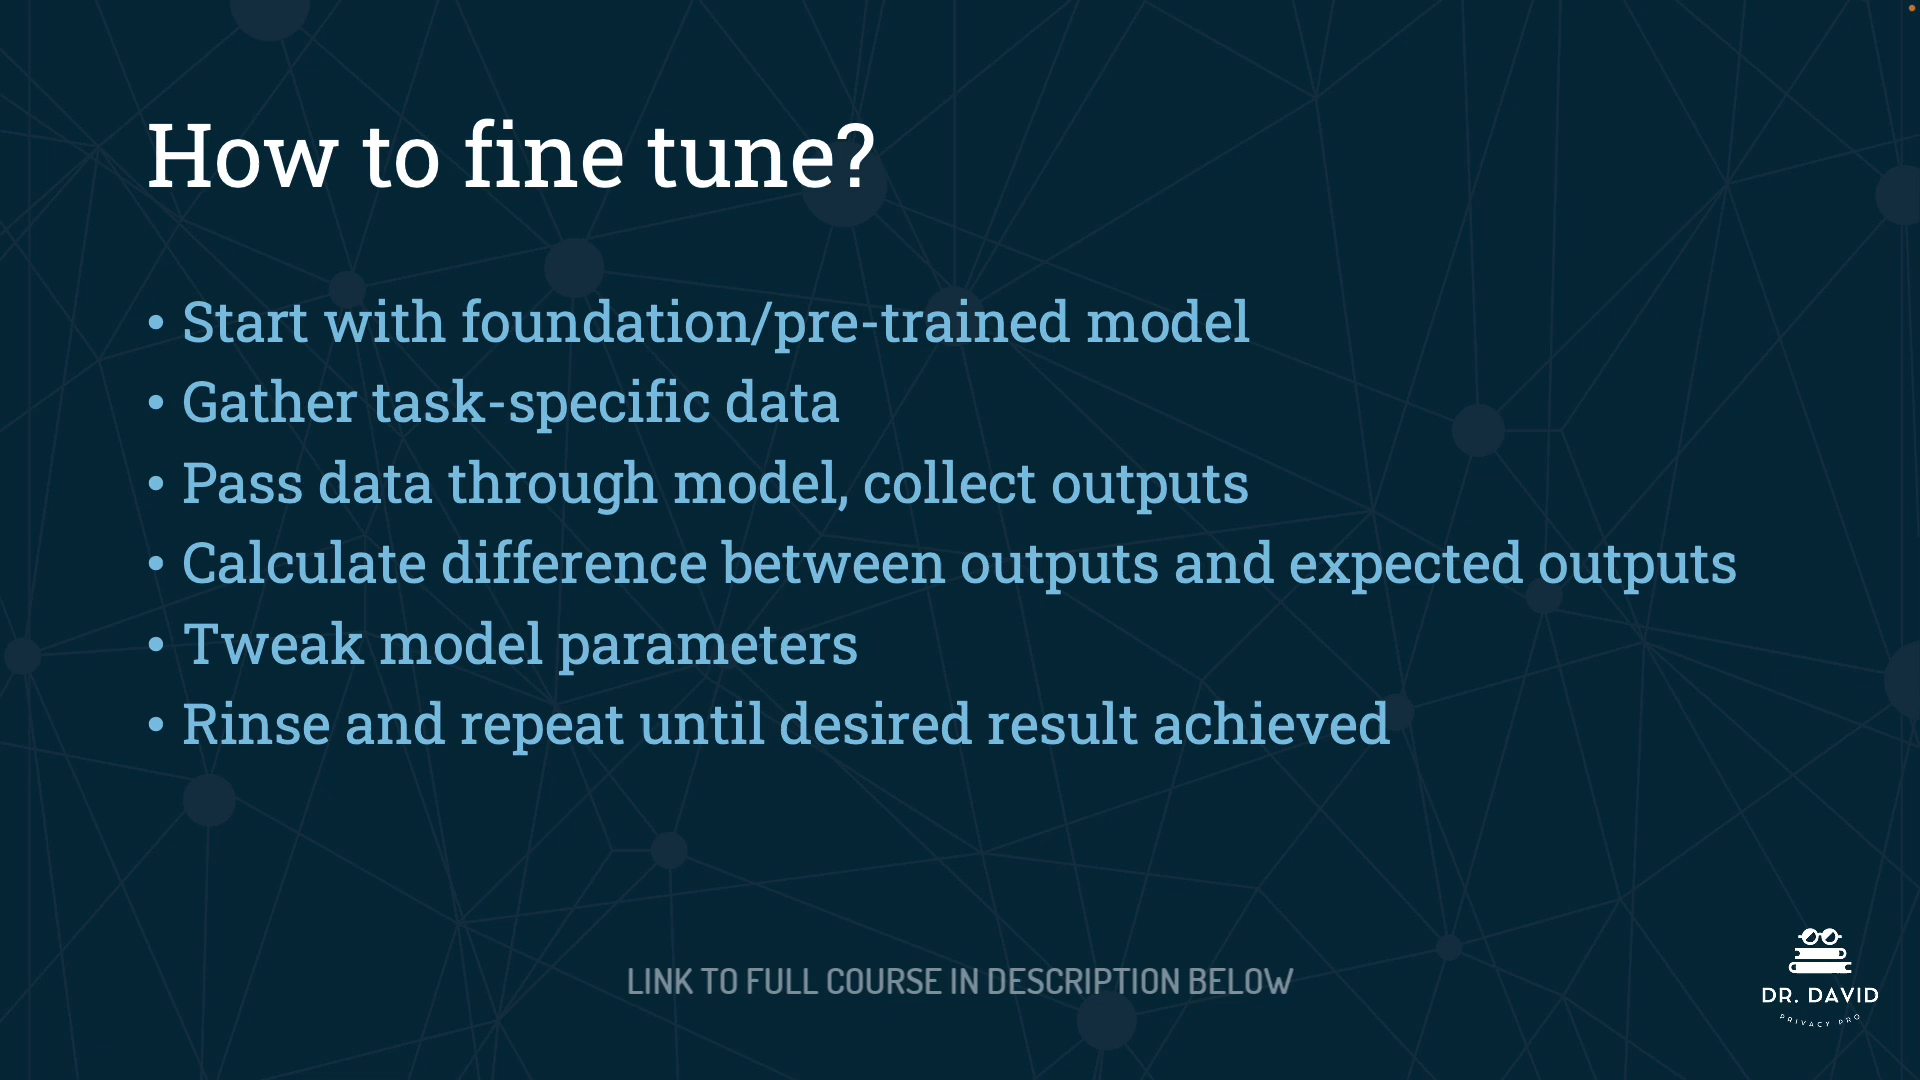 How to fine tune?
• Start with foundation/pre-trained model
• Gather task-specific data
• Pass data through model, collect outputs
• Calculate difference between outputs and expected outputs
• Tweak model parameters
• Rinse and repeat until desired result achieved
LINK TO FULL COURSE IN DESCRIPTION BELOW
DR. DAVID
PRIVACY PRO